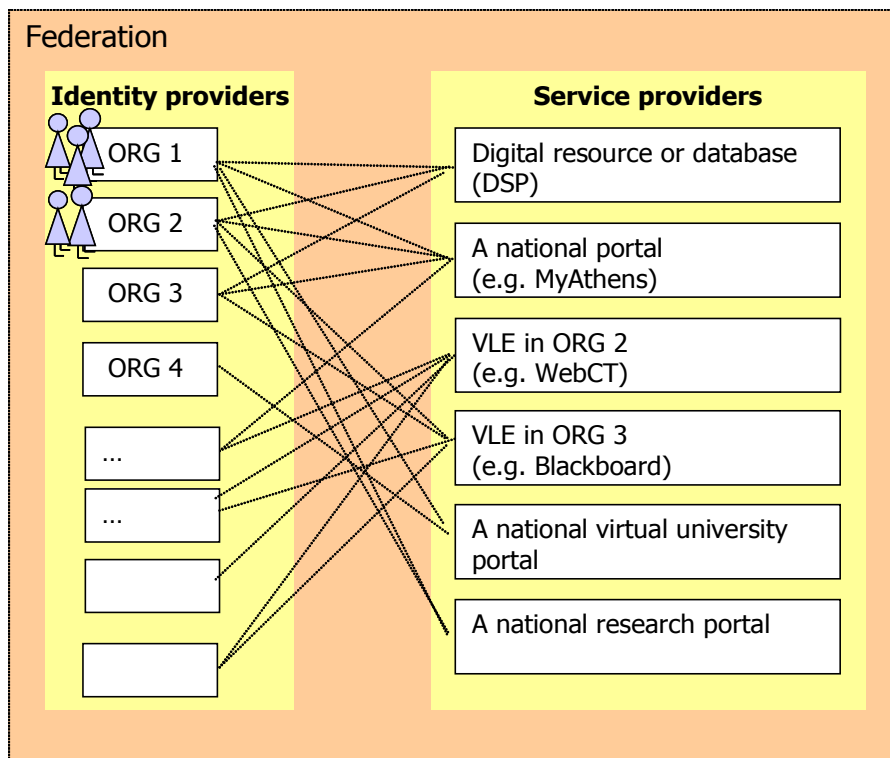 Federation
Identity providers
ORG 1
ORG 2
ORG 3
ORG 4
...
...
Service providers
Digital resource or database
(DSP)
A national portal
(e.g. MyAthens)
VLE in ORG 2
(e.g. WebCT)
VLE in ORG 3
(e.g. Blackboard)
A national virtual university
portal
A national research portal